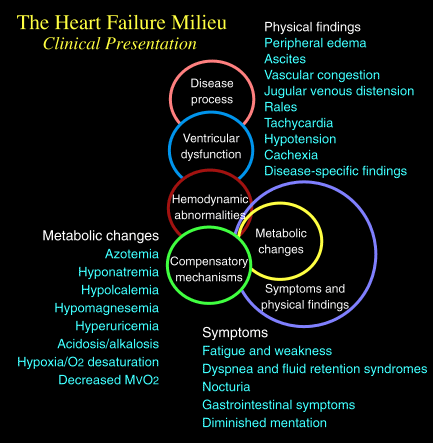 The Heart Failure Milieu
Clinical Presentation
Physical findings
Peripheral edema
Ascites
Vascular congestion
Jugular venous distension
Rales
Tachycardia
Hypotension
Cachexia
Disease-specific findings
Disease
process
Ventricular
dysfunction
Hemodynamic
abnormalities
Compensatory
mechanisms
Metabolic
changes
Symptoms and
physical findings
Metabolic changes
Azotemia
Hyponatremia
Hypolcalemia
Hypomagnesemia
Hyperuricemia
Acidosis/alkalosis
Hypoxia/O2 desaturation
Decreased MVO2
Symptoms
Fatigue and weakness
Dyspnea and fluid retention syndromes
Nocturia
Gastrointestinal symptoms
Diminished mentation